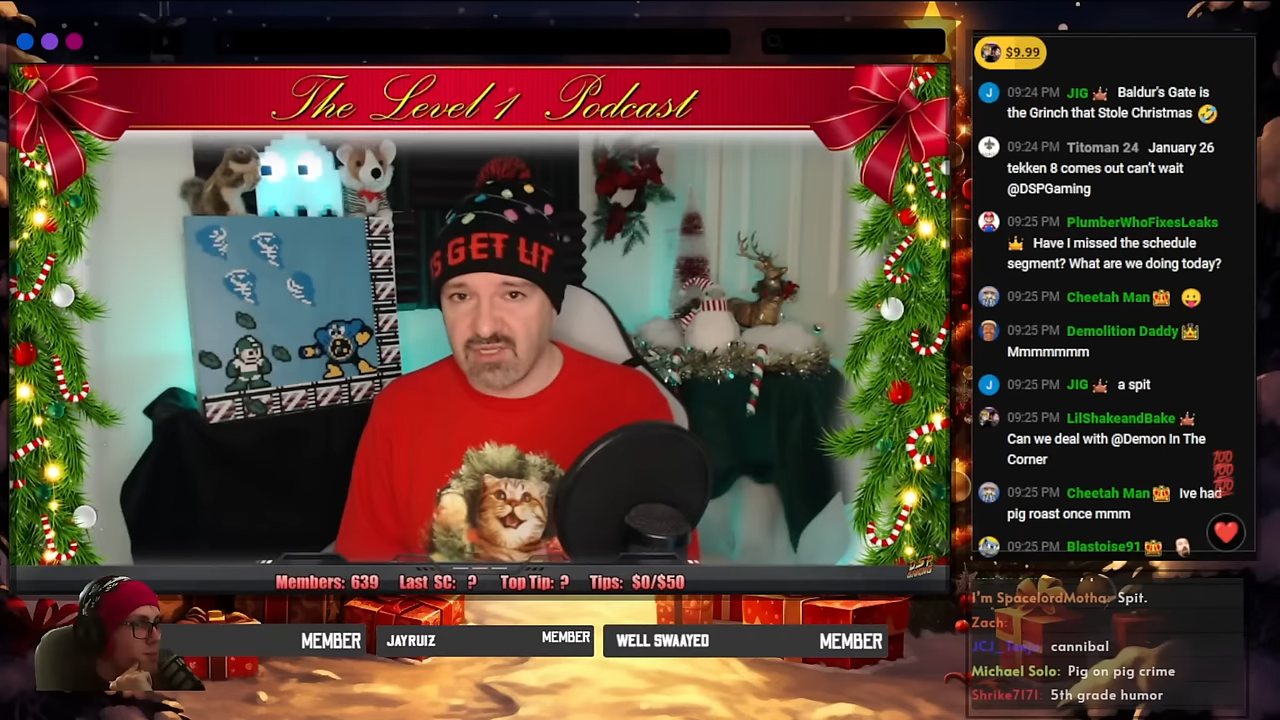 The Level 1 Podcast
$9.99
09:24 PM JIG Baldur's Gate is
the Grinch that Stole Christmas
09:24 PM Titoman 24 January 26
tekken 8 comes out can't wait
@DSPGaming
09:25 PM PlumberWhoFixesLeaks
Have I missed the schedule
segment? What are we doing today?
09:25 PM Cheetah Man
09:25 PM Demolition Daddy
Mmmmmmm
09:25 PM JIG a spit
09:25 PM LilShakeandBake
Can we deal with @Demon In The
Corner
09:25 PM Cheetah Man Ive had
pig roast once mmm
09:25 PM Blastoise91
100
100
100
GET LIT
DSP GAMING
Members: 639 Last SC: ? Top Tip: ? Tips: $0/$50
MEMBER
JAYRUIZ MEMBER
WELL SWAAYED MEMBER
I'm SpacelordMotha: Spit.
Zach:
cannibal
Michael Solo: Pig on pig crime
Shrike7171: 5th grade humor